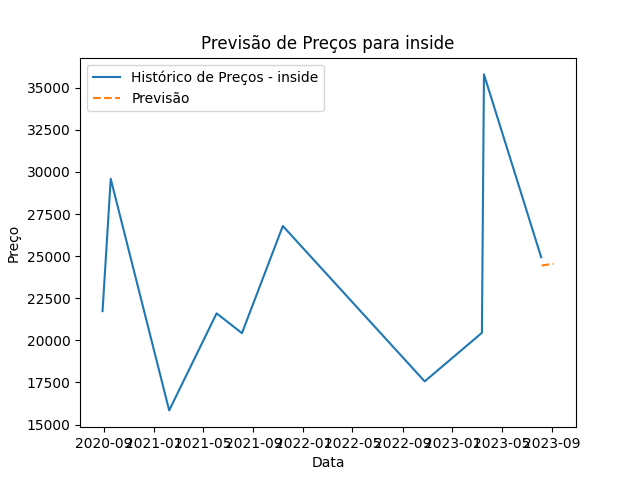 Previsão de Preços para inside
Histórico de Preços - inside
Previsão
35000
32500
30000
27500
25000
22500
20000
17500
15000
Preço
2020-09 2021-01 2021-05 2021-09 2022-01 2022-05 2022-09 2023-01 2023-05 2023-09
Data